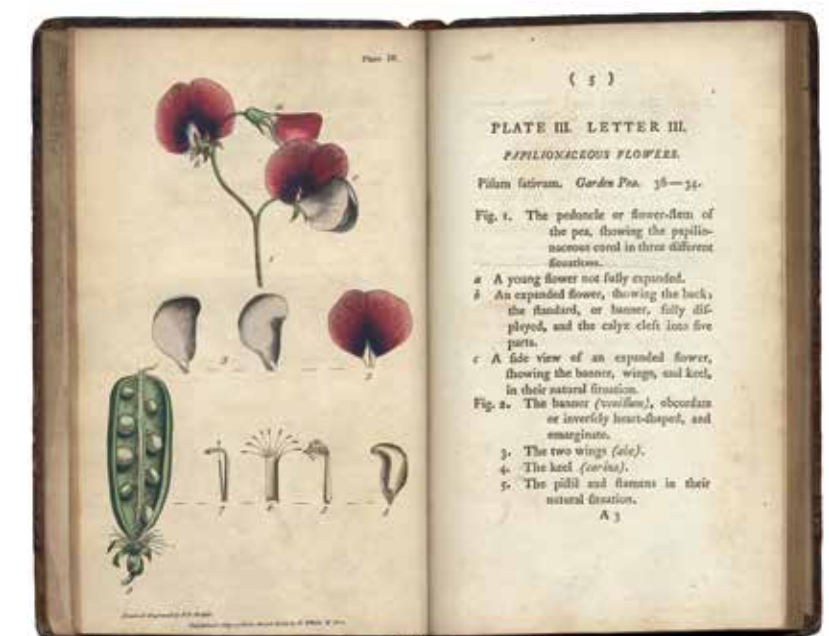 Plate III.
( 5 )
PLATE III. LETTER III.
PAPILIONACEOUS FLOWERS.
Pisum sativum. Garden Pea. 36—34.
Fig. 1. The peduncle or flower-stem of
the pea, showing the papilio-
naceous corol in three different
situations.
a A young flower not fully expanded.
b An expanded flower, showing the back;
the standard, or banner, fully dis-
played, and the calyx cleft into five
parts.
c A side view of an expanded flower,
showing the banner, wings, and keel,
in their natural situation.
Fig. 2. The banner (vexillum), obcordate
or inversely heart-shaped, and
emarginate.
3. The two wings (alæ).
4. The keel (carina).
5. The pistil and stamens in their
natural situation.
A 3